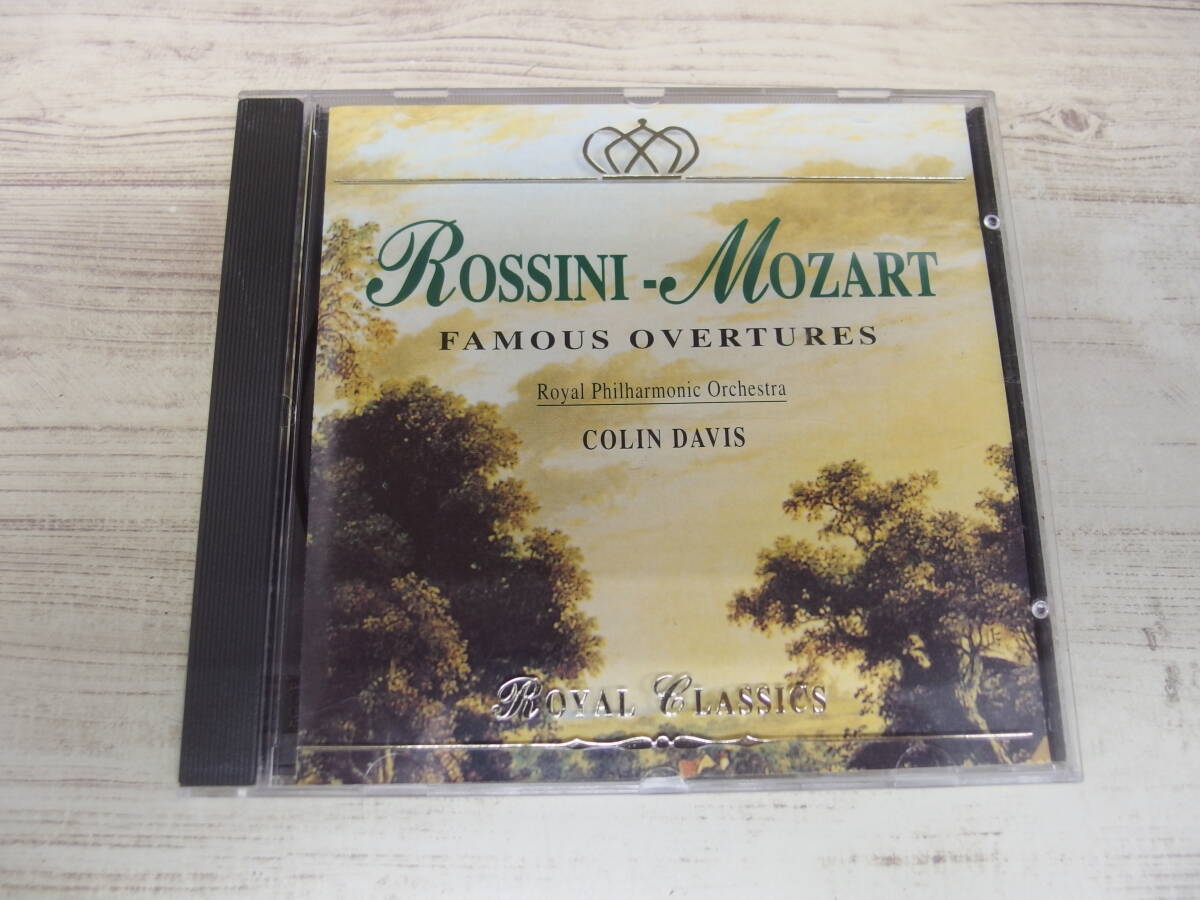 ROSSINI - MOZART
FAMOUS OVERTURES
Royal Philharmonic Orchestra
COLIN DAVIS
ROYAL CLASSICS